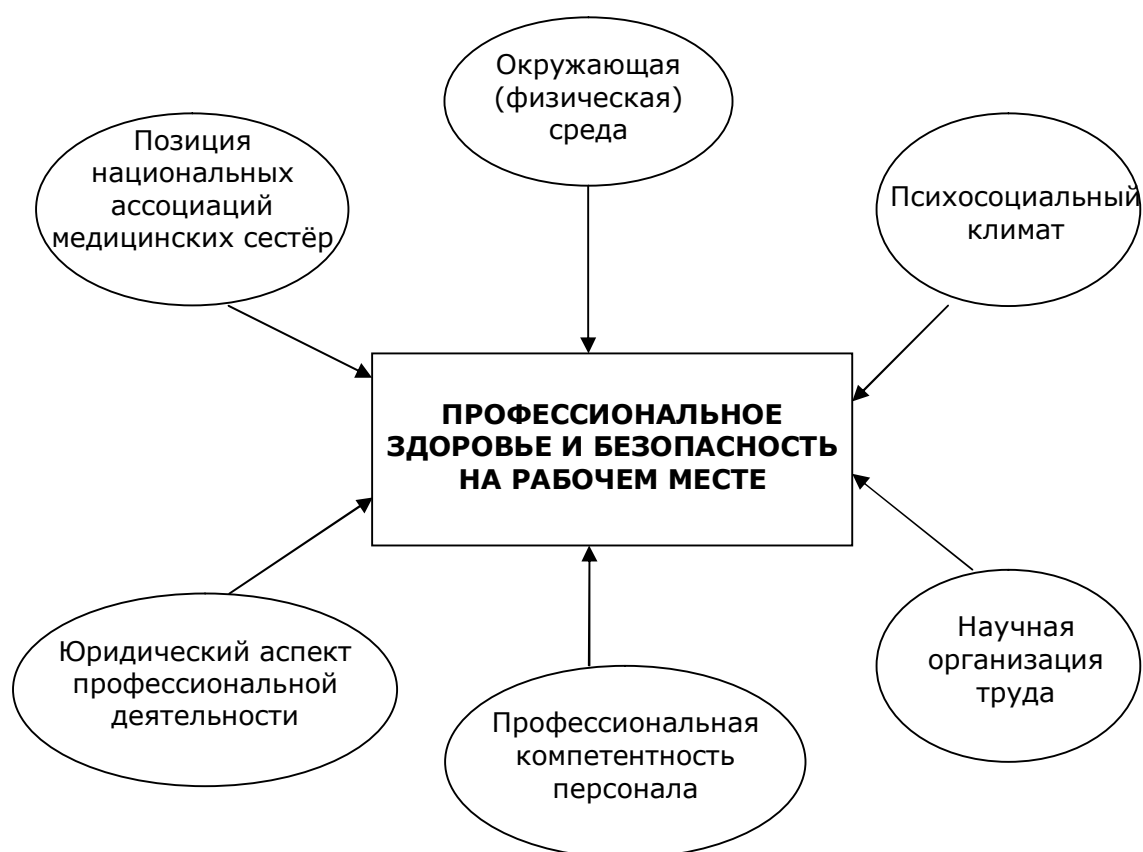 Окружающая
(физическая)
среда
Позиция
национальных
ассоциаций
медицинских сестёр
Психосоциальный
климат
ПРОФЕССИОНАЛЬНОЕ
ЗДОРОВЬЕ И БЕЗОПАСНОСТЬ
НА РАБОЧЕМ МЕСТЕ
Юридический аспект
профессиональной
деятельности
Профессиональная
компетентность
персонала
Научная
организация
труда